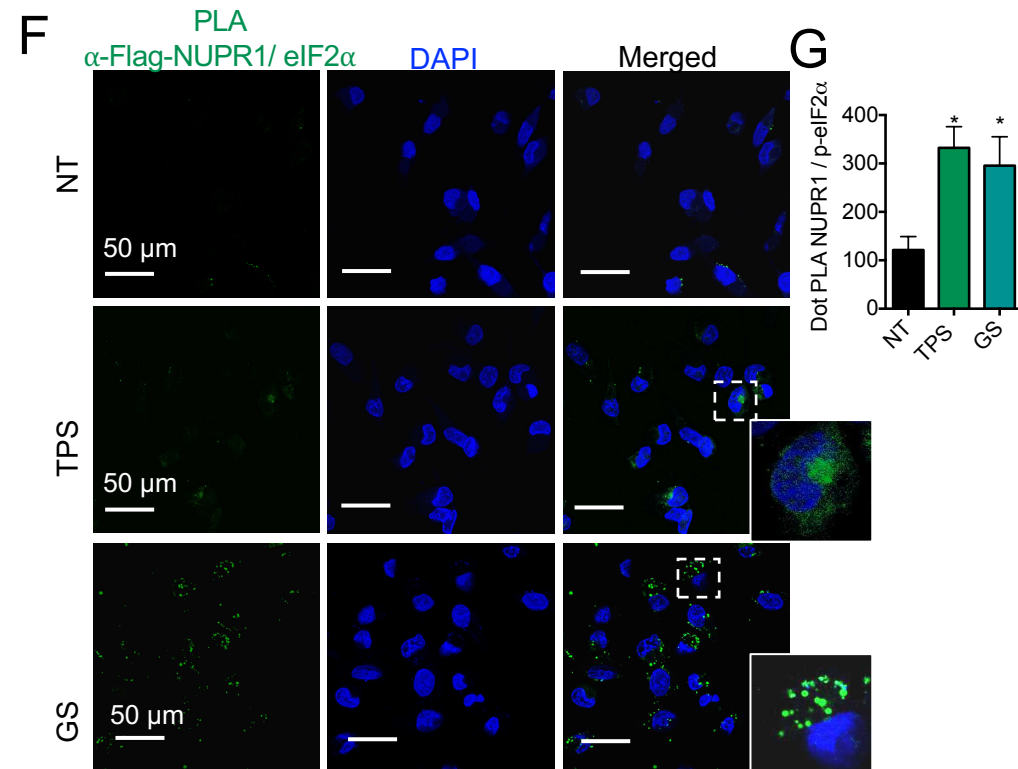 F
PLA
α-Flag-NUPR1/ eIF2α
DAPI
Merged
NT
50 µm
TPS
50 µm
GS
50 µm
G
Dot PLA NUPR1 / p-eIF2α
400
300
200
100
0
* *
NT TPS GS